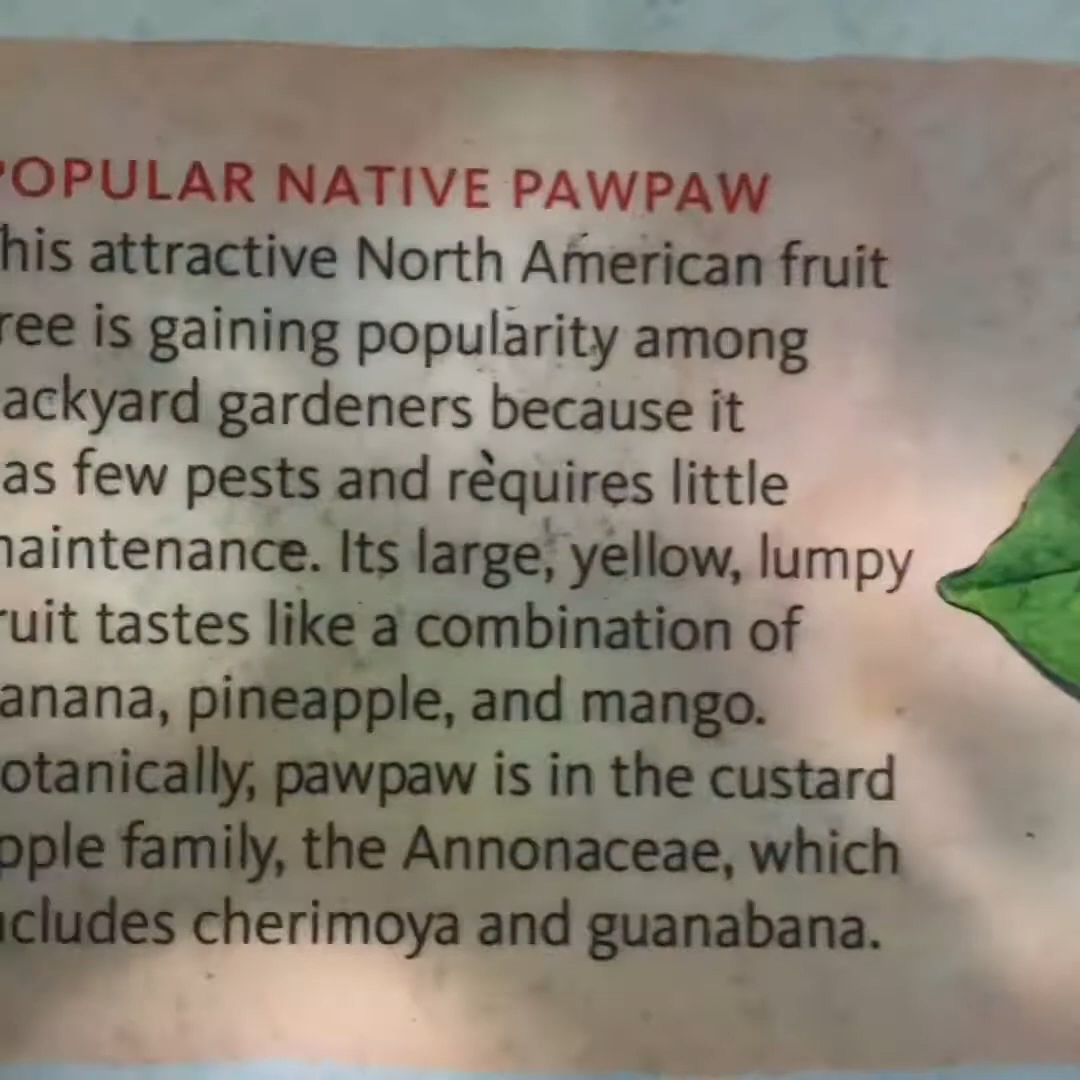 POPULAR NATIVE PAWPAW
his attractive North American fruit
ree is gaining popularity among
ackyard gardeners because it
as few pests and requires little
naintenance. Its large, yellow, lumpy
ruit tastes like a combination of
anana, pineapple, and mango.
otanically, pawpaw is in the custard
pple family, the Annonaceae, which
ncludes cherimoya and guanabana.